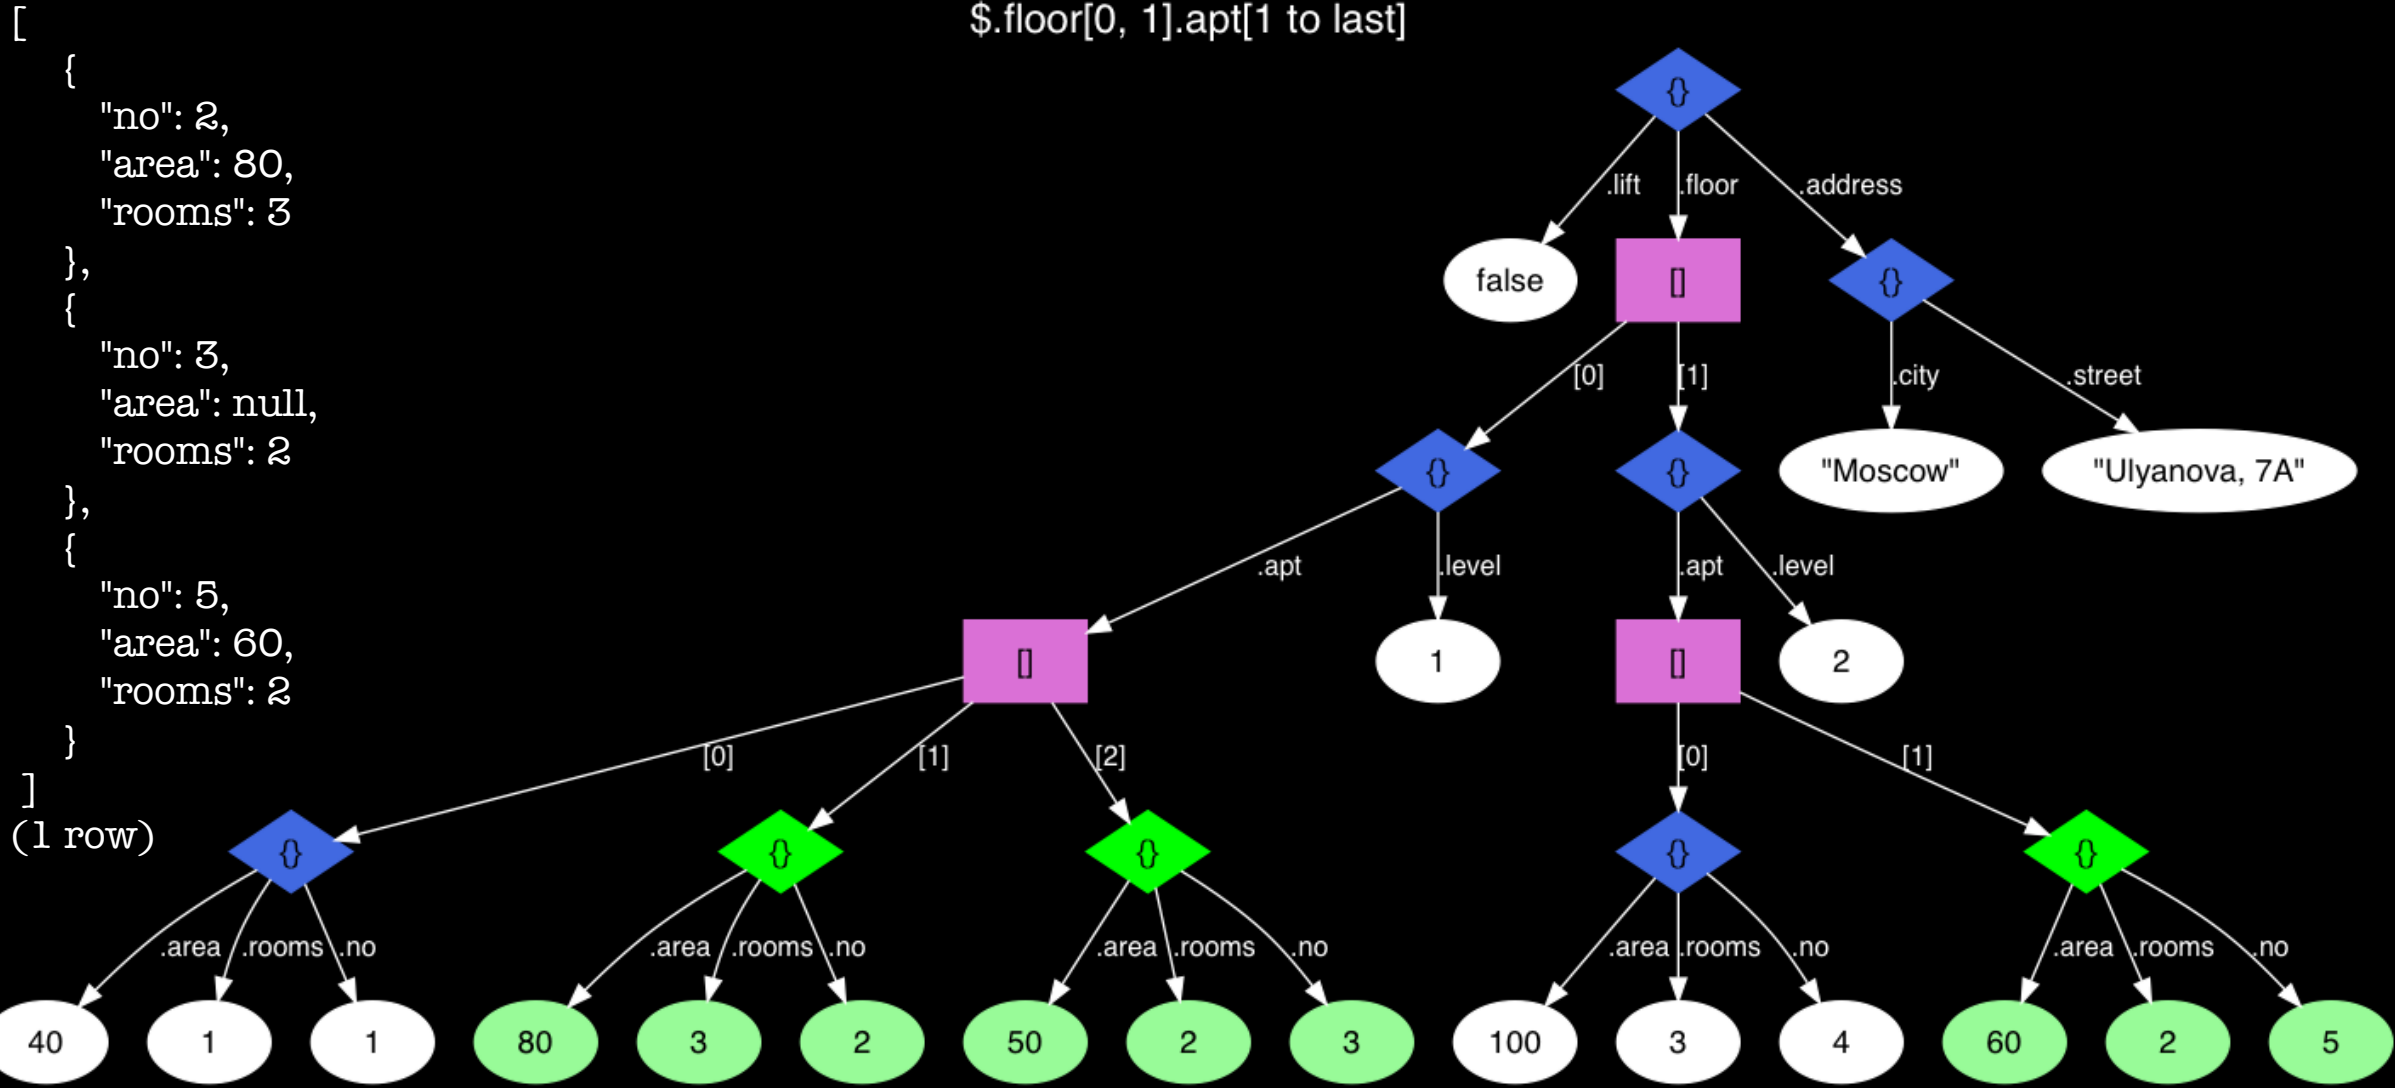 $.floor[0, 1].apt[1 to last]
[
{
"no": 2,
"area": 80,
"rooms": 3
},
{
"no": 3,
"area": null,
"rooms": 2
},
{
"no": 5,
"area": 60,
"rooms": 2
}
]
(1 row)
{}
.lift .floor .address
false [] {}
[0] [1] .city .street
{} {} "Moscow" "Ulyanova, 7A"
.apt .level .apt .level
[] 1 [] 2
[0] [1] [2] [0] [1]
{} {} {} {} {}
.area .rooms .no .area .rooms .no .area .rooms .no .area .rooms .no .area .rooms .no
40 1 1 80 3 2 50 2 3 100 3 4 60 2 5